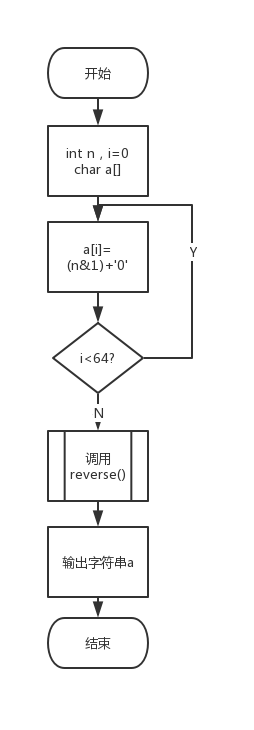 开始
int n , i=0
char a[]
a[i]=
(n&1)+'0'
Y
i<64?
N
调用
reverse()
输出字符串a
结束